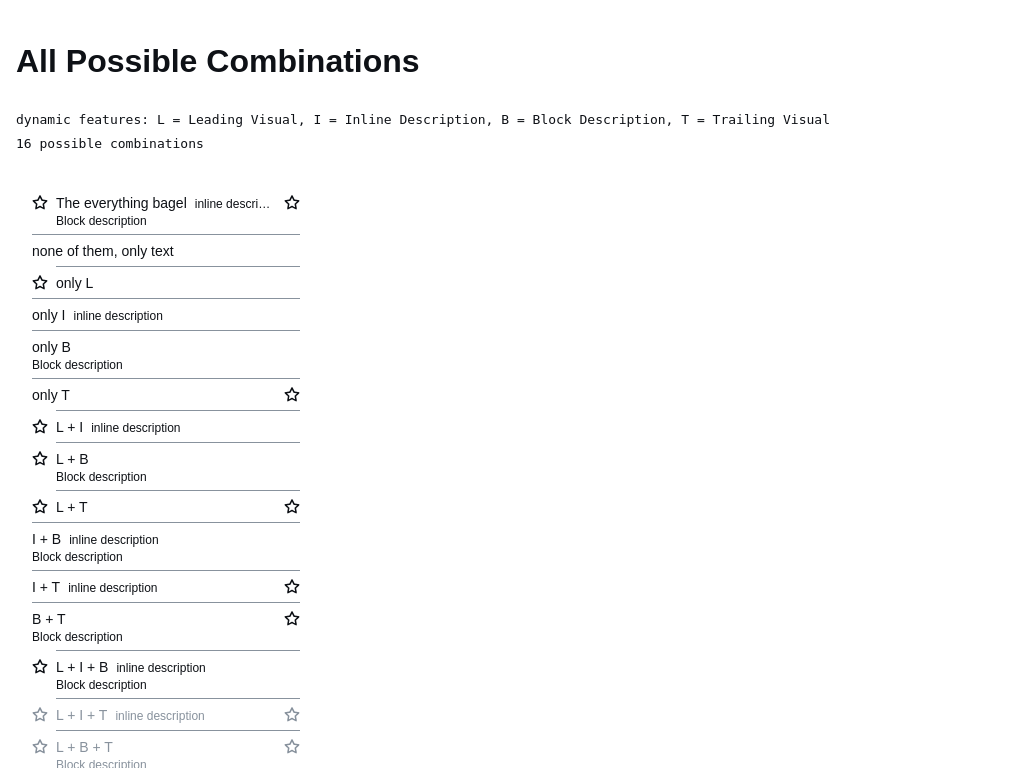 All Possible Combinations
dynamic features: L = Leading Visual, I = Inline Description, B = Block Description, T = Trailing Visual
16 possible combinations
The everything bagel inline descri…
Block description
none of them, only text
only L
only I inline description
only B
Block description
only T
L + I inline description
L + B
Block description
L + T
I + B inline description
Block description
I + T inline description
B + T
Block description
L + I + B inline description
Block description
L + I + T inline description
L + B + T
Block description